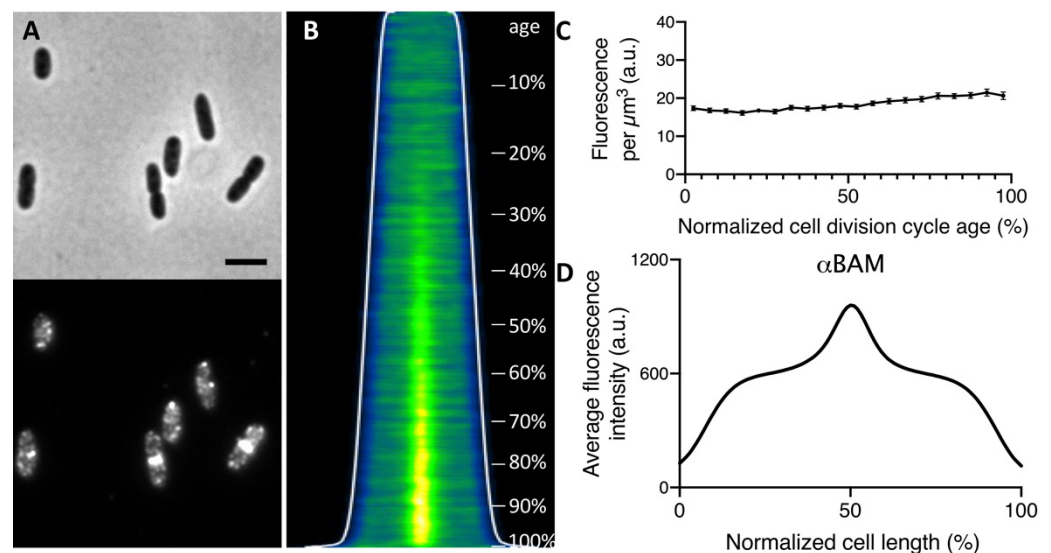 A
B
age
10%
20%
30%
40%
50%
60%
70%
80%
90%
100%
C
Fluorescence
per µm³ (a.u.)
40
30
20
10
0
0
50
100
Normalized cell division cycle age (%)
D
αBAM
Average fluorescence
intensity (a.u.)
1200
600
0
0
50
100
Normalized cell length (%)